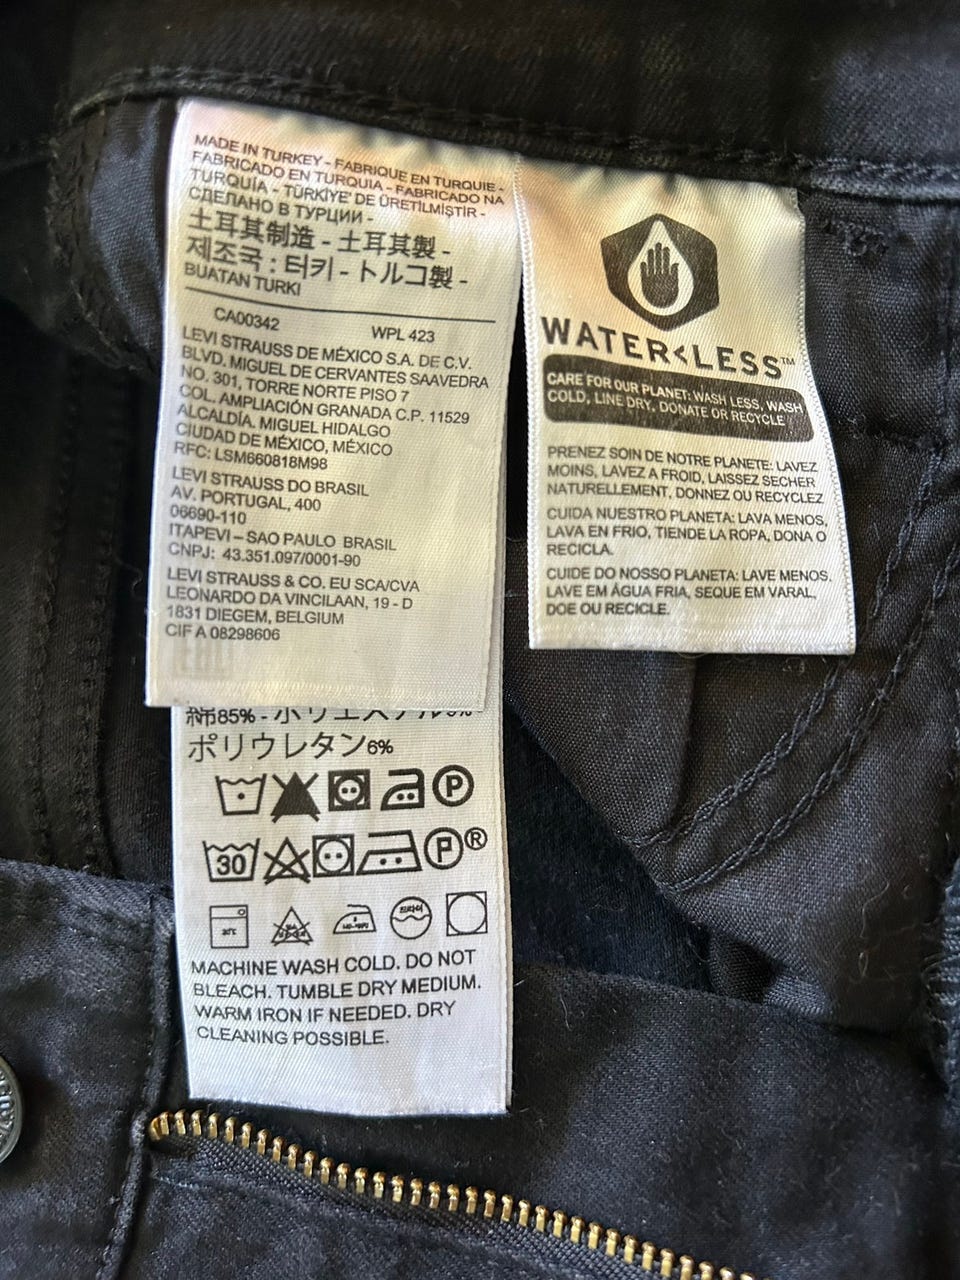 MADE IN TURKEY - FABRIQUE EN TURQUIE -
FABRICADO EN TURQUIA - FABRICADO NA
TURQUÍA - TÜRKİYE' DE ÜRETİLMİŞTİR -
СДЕЛАНО В ТУРЦИИ -
土耳其制造 - 土耳其製 -
제조국 : 터키 - トルコ製 -
BUATAN TURKI
CA00342 WPL 423
LEVI STRAUSS DE MÉXICO S.A. DE C.V.
BLVD. MIGUEL DE CERVANTES SAAVEDRA
NO. 301, TORRE NORTE PISO 7
COL. AMPLIACIÓN GRANADA C.P. 11529
ALCALDÍA. MIGUEL HIDALGO
CIUDAD DE MÉXICO, MÉXICO
RFC: LSM660818M98
LEVI STRAUSS DO BRASIL
AV. PORTUGAL, 400
06690-110
ITAPEVI – SAO PAULO BRASIL
CNPJ: 43.351.097/0001-90
LEVI STRAUSS & CO. EU SCA/CVA
LEONARDO DA VINCILAAN, 19 - D
1831 DIEGEM, BELGIUM
CIF A 08298606
綿85% - ポリエステル9% -
ポリウレタン6%
P
30 P ®
MACHINE WASH COLD. DO NOT
BLEACH. TUMBLE DRY MEDIUM.
WARM IRON IF NEEDED. DRY
CLEANING POSSIBLE.
WATER<LESS™
CARE FOR OUR PLANET: WASH LESS, WASH
COLD, LINE DRY, DONATE OR RECYCLE
PRENEZ SOIN DE NOTRE PLANETE: LAVEZ
MOINS, LAVEZ A FROID, LAISSEZ SECHER
NATURELLEMENT, DONNEZ OU RECYCLEZ
CUIDA NUESTRO PLANETA: LAVA MENOS,
LAVA EN FRIO, TIENDE LA ROPA, DONA O
RECICLA.
CUIDE DO NOSSO PLANETA: LAVE MENOS.
LAVE EM ÁGUA FRIA, SEQUE EM VARAL,
DOE OU RECICLE.